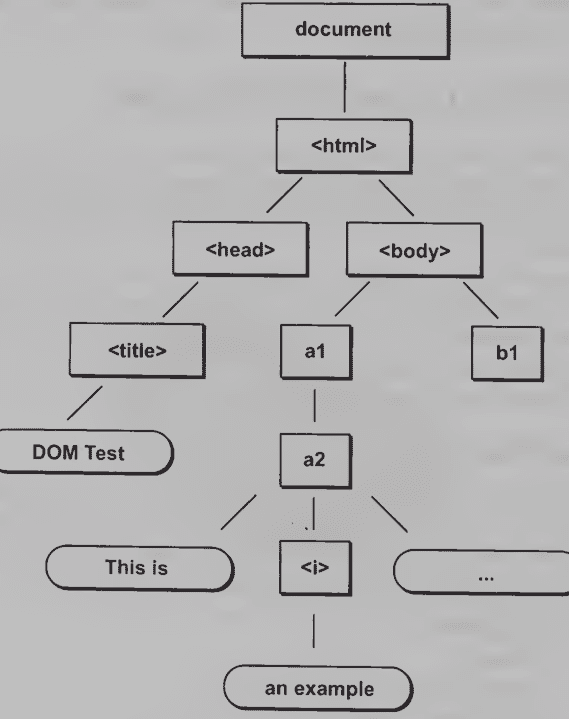 document
<html>
<head>
<body>
<title>
a1
b1
DOM Test
a2
This is
<i>
...
an example